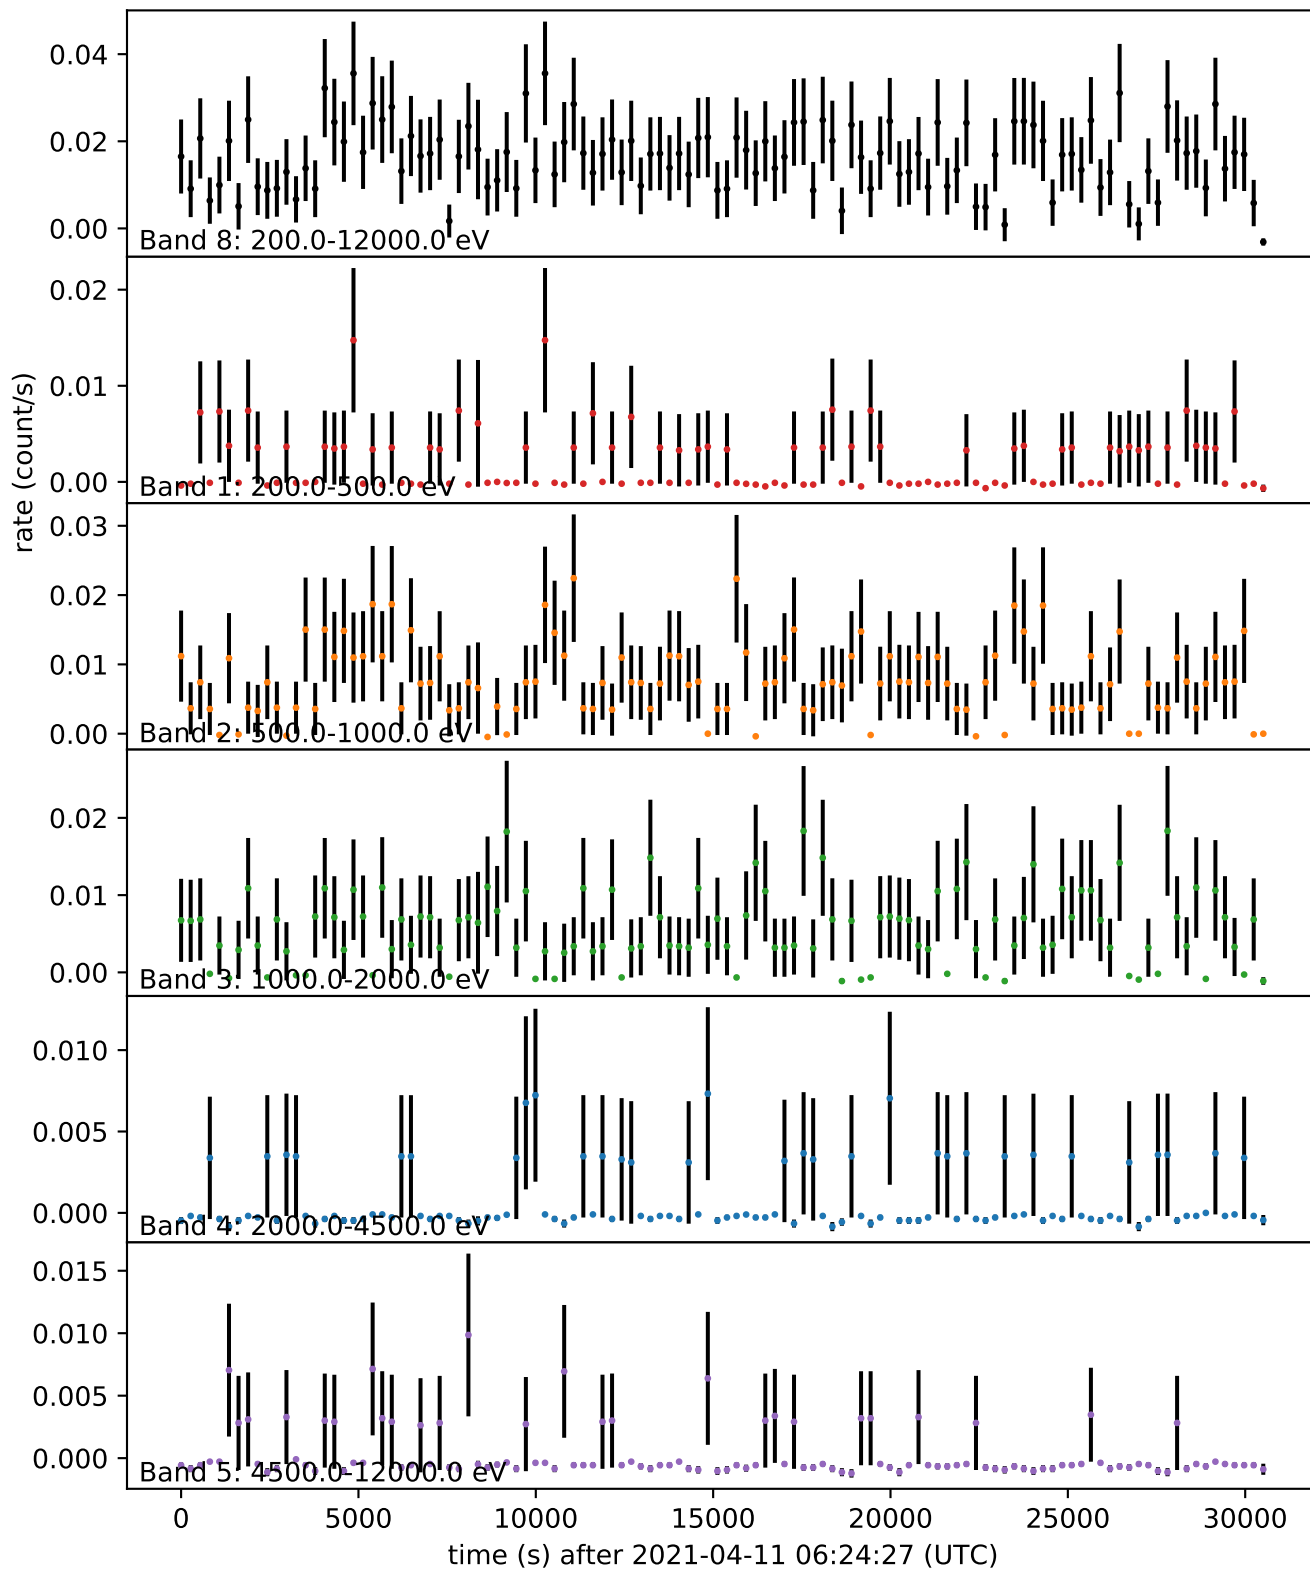 0.04
0.02
0.00
Band 8: 200.0-12000.0 eV
0.02
0.01
0.00
Band 1: 200.0-500.0 eV
rate (count/s)
0.03
0.02
0.01
0.00
Band 2: 500.0-1000.0 eV
0.02
0.01
0.00
Band 3: 1000.0-2000.0 eV
0.010
0.005
0.000
Band 4: 2000.0-4500.0 eV
0.015
0.010
0.005
0.000
Band 5: 4500.0-12000.0 eV
0 5000 10000 15000 20000 25000 30000
time (s) after 2021-04-11 06:24:27 (UTC)